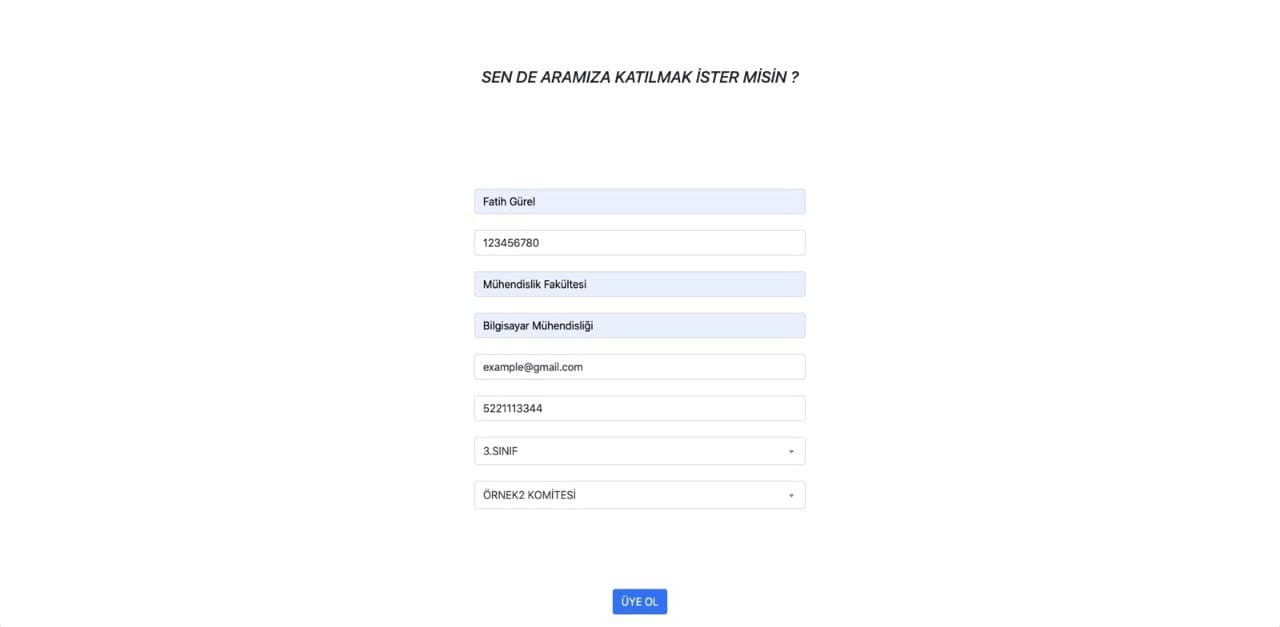 SEN DE ARAMIZA KATILMAK İSTER MİSİN ?
Fatih Gürel
123456780
Mühendislik Fakültesi
Bilgisayar Mühendisliği
example@gmail.com
5221113344
3.SINIF
ÖRNEK2 KOMİTESİ
ÜYE OL